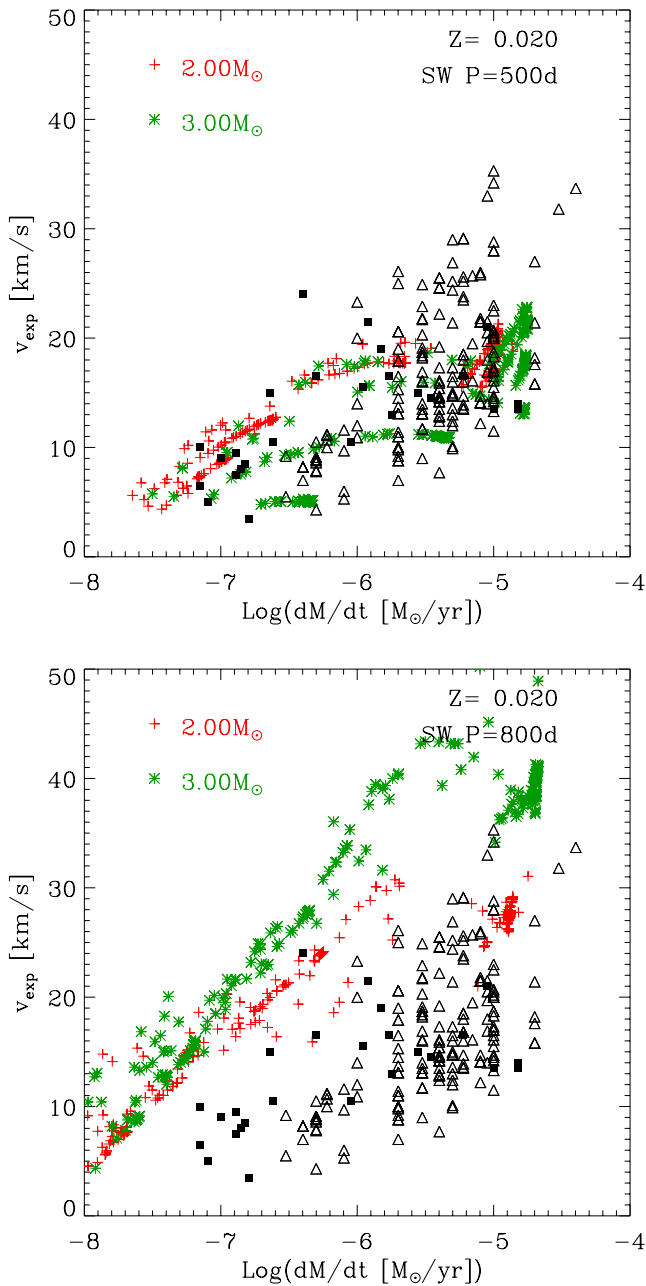 50
Z= 0.020
+ 2.00M☉
SW P=500d
40
✳ 3.00M☉
30
v_exp [km/s]
20
10
0
−8 −7 −6 −5 −4
Log(dM/dt [M☉/yr])
50
Z= 0.020
+ 2.00M☉
SW P=800d
40
✳ 3.00M☉
30
v_exp [km/s]
20
10
0
−8 −7 −6 −5 −4
Log(dM/dt [M☉/yr])